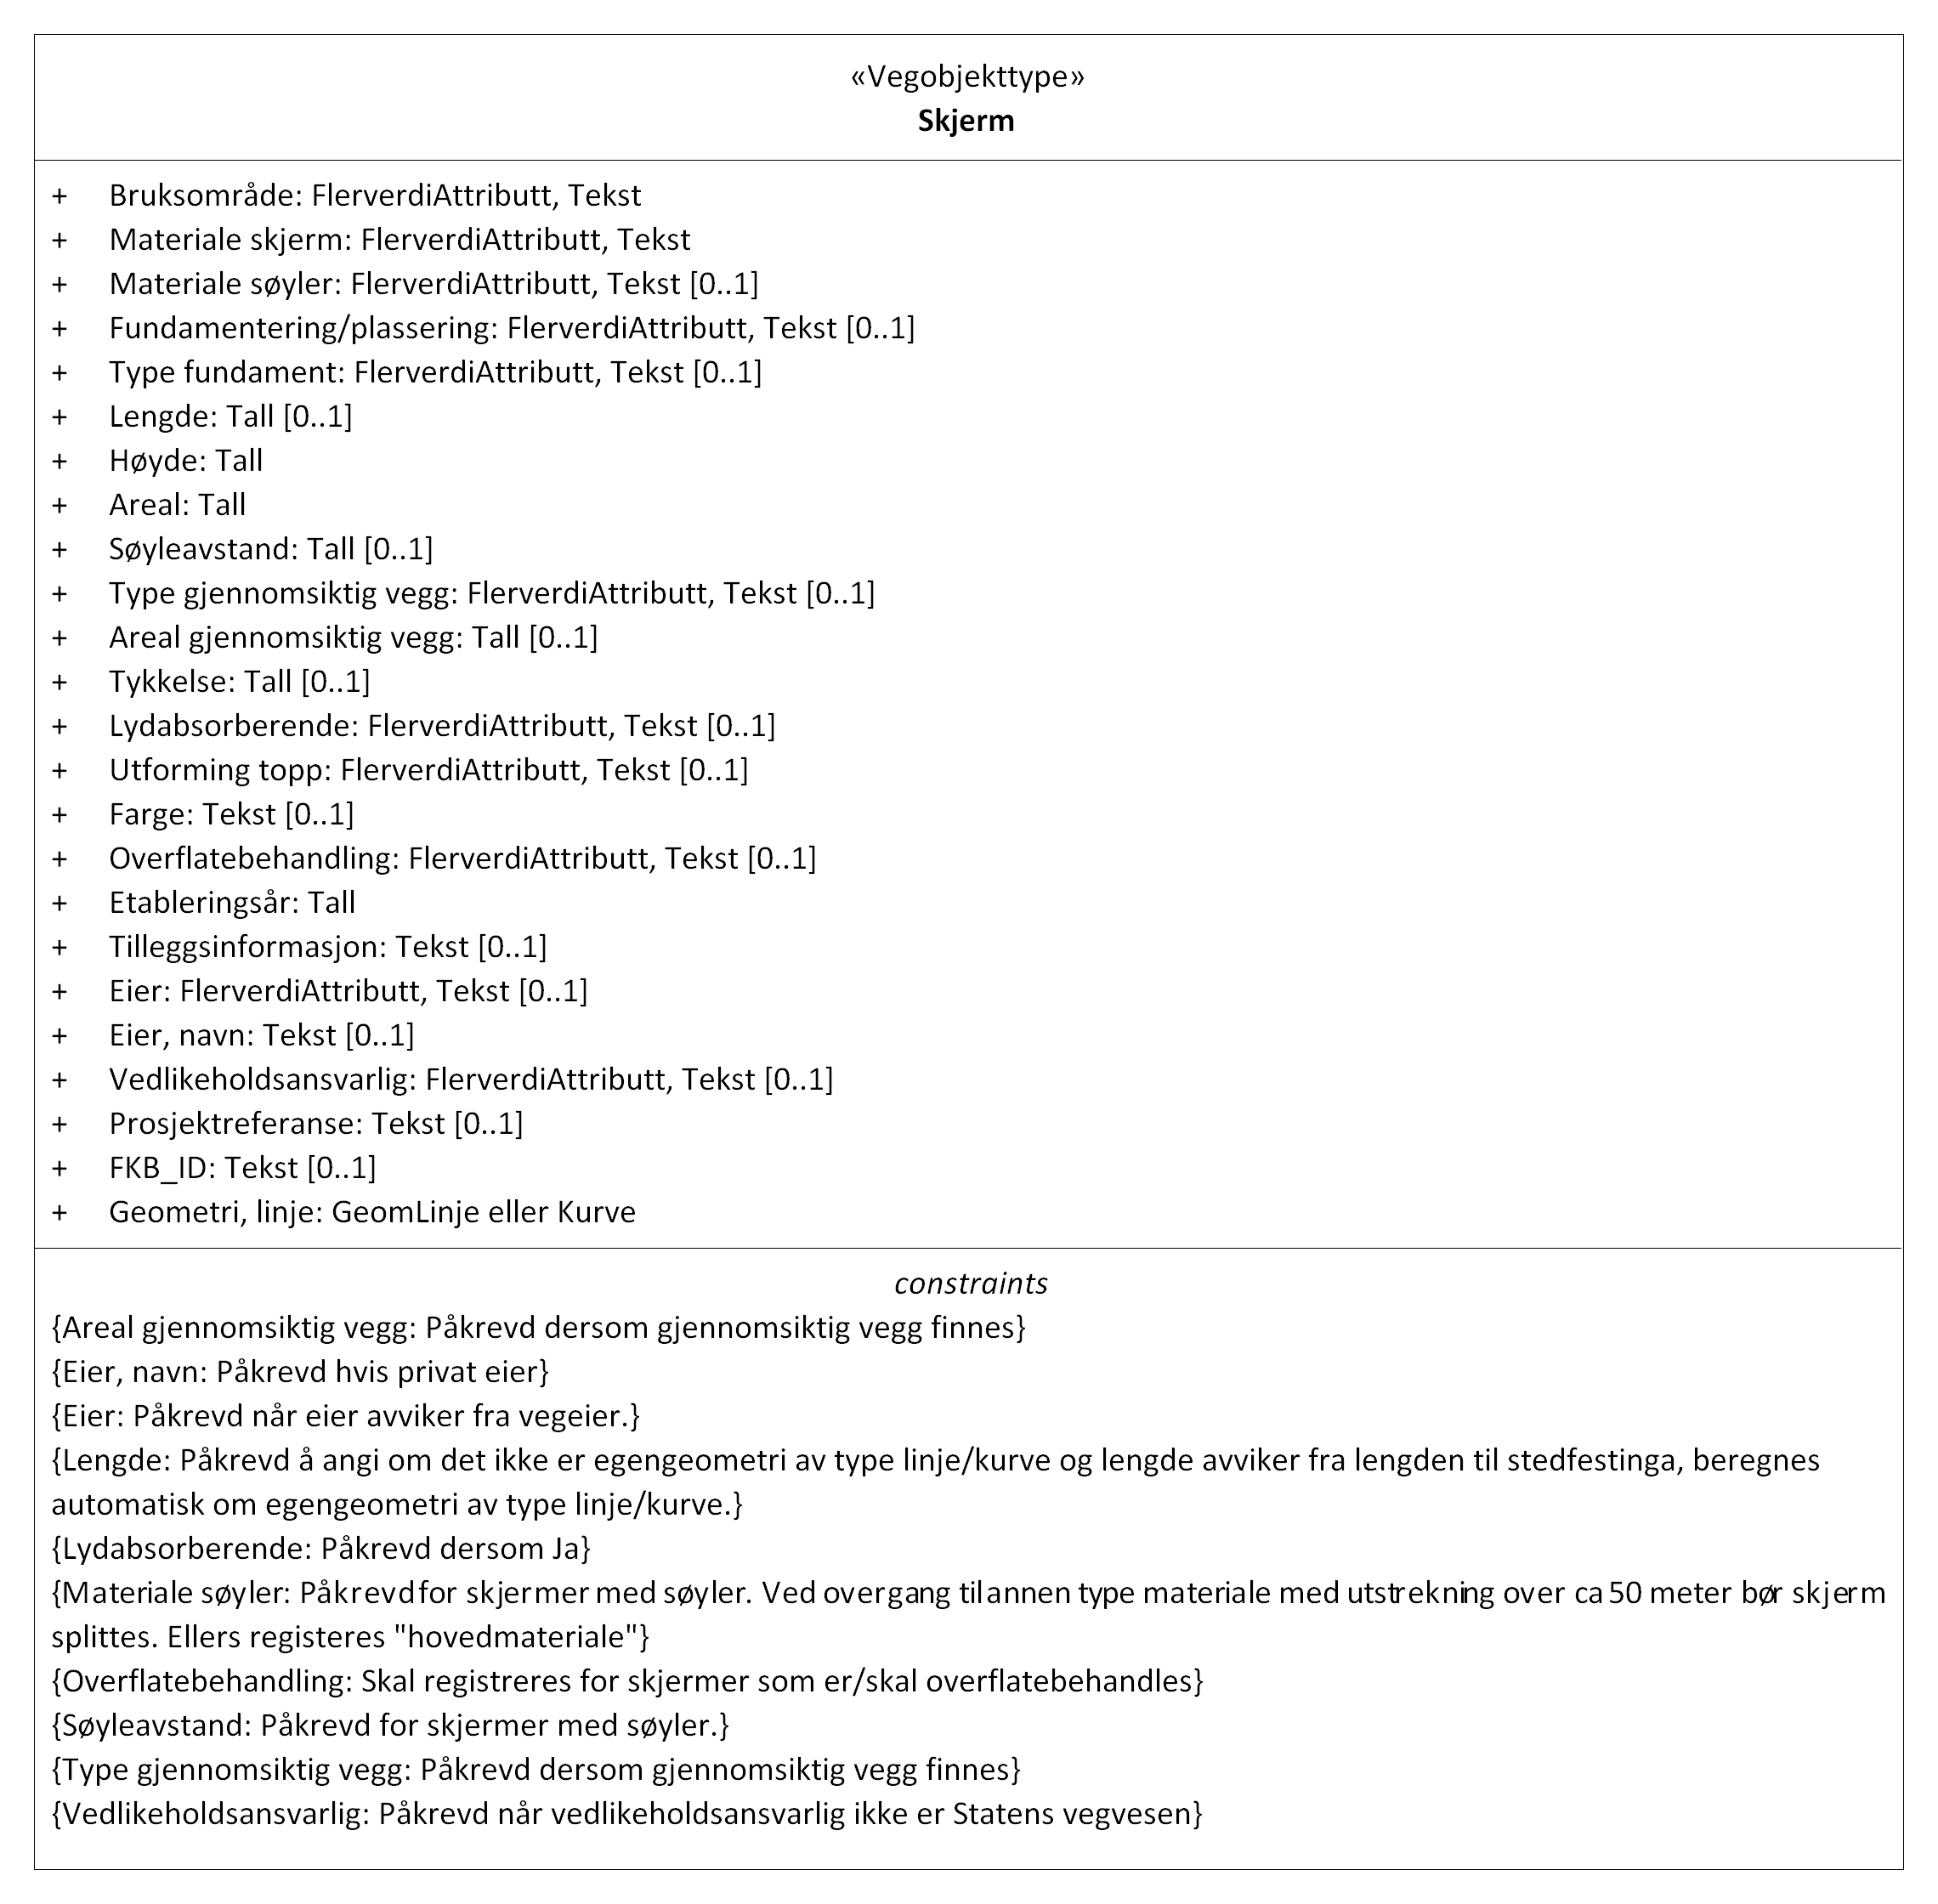 «Vegobjekttype»
Skjerm
+ Bruksområde: FlerverdiAttributt, Tekst
+ Materiale skjerm: FlerverdiAttributt, Tekst
+ Materiale søyler: FlerverdiAttributt, Tekst [0..1]
+ Fundamentering/plassering: FlerverdiAttributt, Tekst [0..1]
+ Type fundament: FlerverdiAttributt, Tekst [0..1]
+ Lengde: Tall [0..1]
+ Høyde: Tall
+ Areal: Tall
+ Søyleavstand: Tall [0..1]
+ Type gjennomsiktig vegg: FlerverdiAttributt, Tekst [0..1]
+ Areal gjennomsiktig vegg: Tall [0..1]
+ Tykkelse: Tall [0..1]
+ Lydabsorberende: FlerverdiAttributt, Tekst [0..1]
+ Utforming topp: FlerverdiAttributt, Tekst [0..1]
+ Farge: Tekst [0..1]
+ Overflatebehandling: FlerverdiAttributt, Tekst [0..1]
+ Etableringsår: Tall
+ Tilleggsinformasjon: Tekst [0..1]
+ Eier: FlerverdiAttributt, Tekst [0..1]
+ Eier, navn: Tekst [0..1]
+ Vedlikeholdsansvarlig: FlerverdiAttributt, Tekst [0..1]
+ Prosjektreferanse: Tekst [0..1]
+ FKB_ID: Tekst [0..1]
+ Geometri, linje: GeomLinje eller Kurve
constraints
{Areal gjennomsiktig vegg: Påkrevd dersom gjennomsiktig vegg finnes}
{Eier, navn: Påkrevd hvis privat eier}
{Eier: Påkrevd når eier avviker fra vegeier.}
{Lengde: Påkrevd å angi om det ikke er egengeometri av type linje/kurve og lengde avviker fra lengden til stedfestinga, beregnes
automatisk om egengeometri av type linje/kurve.}
{Lydabsorberende: Påkrevd dersom Ja}
{Materiale søyler: Påkrevd for skjermer med søyler. Ved overgang til annen type materiale med utstrekning over ca 50 meter bør skjerm
splittes. Ellers registeres "hovedmateriale"}
{Overflatebehandling: Skal registreres for skjermer som er/skal overflatebehandles}
{Søyleavstand: Påkrevd for skjermer med søyler.}
{Type gjennomsiktig vegg: Påkrevd dersom gjennomsiktig vegg finnes}
{Vedlikeholdsansvarlig: Påkrevd når vedlikeholdsansvarlig ikke er Statens vegvesen}